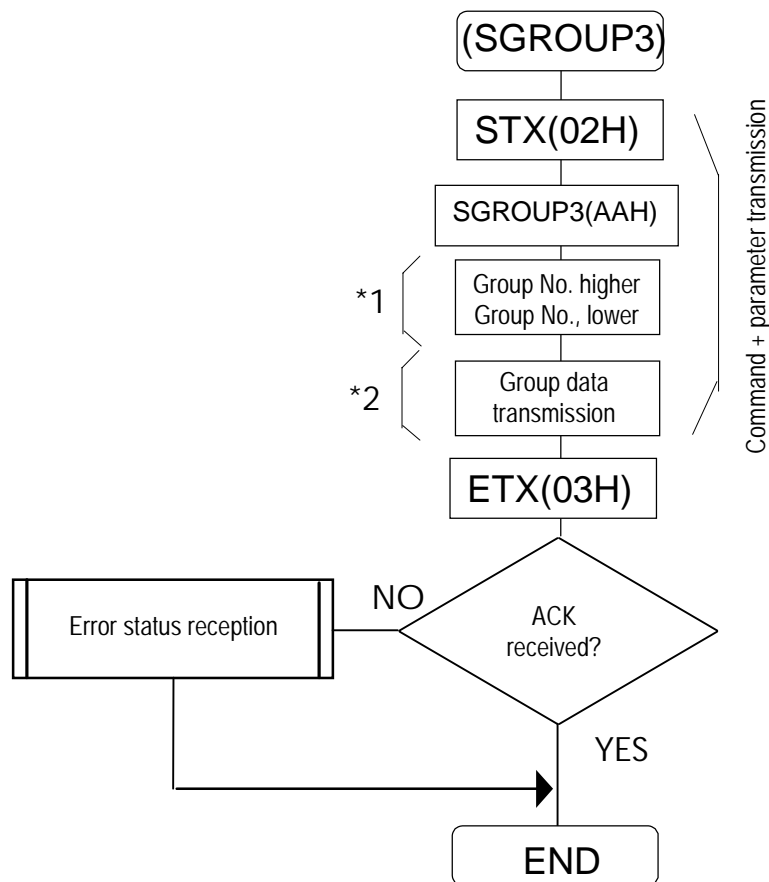 (SGROUP3)
STX(02H)
SGROUP3(AAH)
*1
Group No. higher
Group No., lower
*2
Group data
transmission
Command + parameter transmission
ETX(03H)
NO
Error status reception
ACK
received?
YES
END